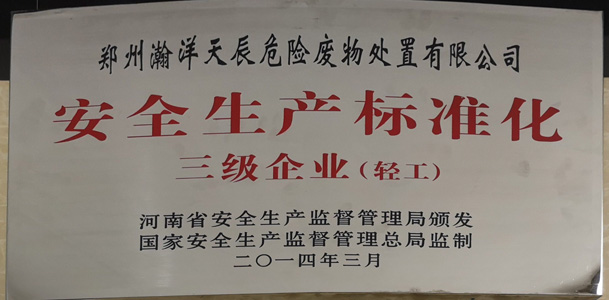 郑州瀚洋天辰危险废物处置有限公司
安全生产标准化
三级企业(轻工)
河南省安全生产监督管理局颁发
国家安全生产监督管理总局监制
二〇一四年三月